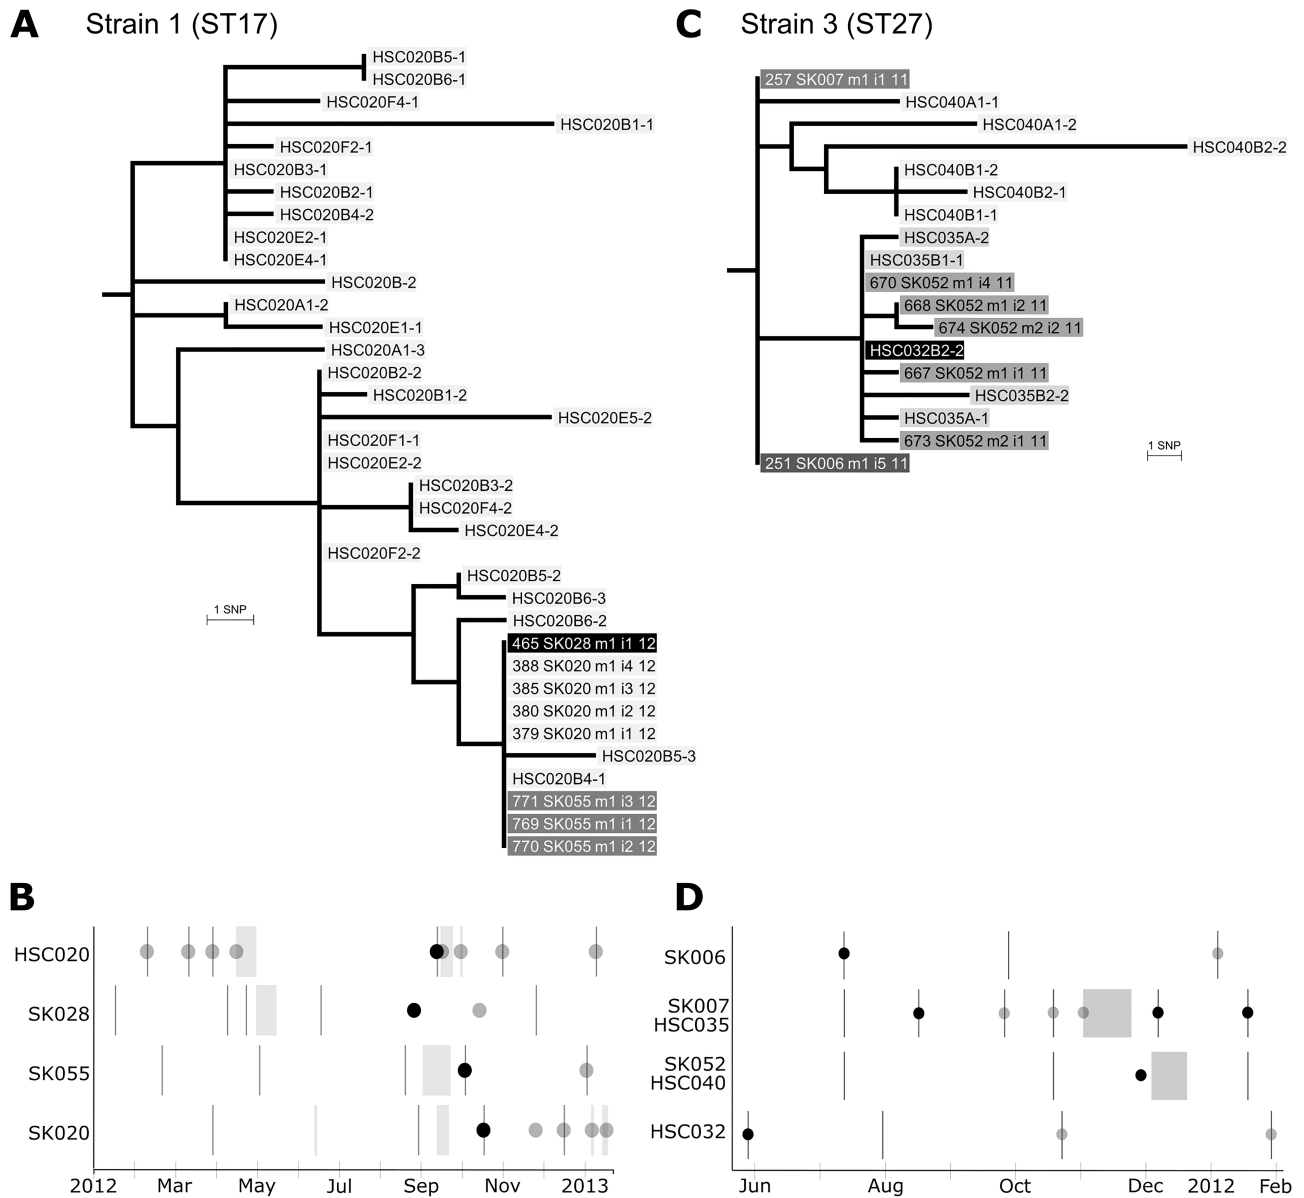 A Strain 1 (ST17)
HSC020B5-1
HSC020B6-1
HSC020F4-1
HSC020B1-1
HSC020F2-1
HSC020B3-1
HSC020B2-1
HSC020B4-2
HSC020E2-1
HSC020E4-1
HSC020B-2
HSC020A1-2
HSC020E1-1
HSC020A1-3
HSC020B2-2
HSC020B1-2
HSC020E5-2
HSC020F1-1
HSC020E2-2
HSC020B3-2
HSC020F4-2
HSC020E4-2
HSC020F2-2
HSC020B5-2
HSC020B6-3
1 SNP
HSC020B6-2
465 SK028 m1 i1 12
388 SK020 m1 i4 12
385 SK020 m1 i3 12
380 SK020 m1 i2 12
379 SK020 m1 i1 12
HSC020B5-3
HSC020B4-1
771 SK055 m1 i3 12
769 SK055 m1 i1 12
770 SK055 m1 i2 12
C Strain 3 (ST27)
257 SK007 m1 i1 11
HSC040A1-1
HSC040A1-2
HSC040B2-2
HSC040B1-2
HSC040B2-1
HSC040B1-1
HSC035A-2
HSC035B1-1
670 SK052 m1 i4 11
668 SK052 m1 i2 11
674 SK052 m2 i2 11
HSC032B2-2
667 SK052 m1 i1 11
HSC035B2-2
HSC035A-1
673 SK052 m2 i1 11
1 SNP
251 SK006 m1 i5 11
B
HSC020
SK028
SK055
SK020
2012 Mar May Jul Sep Nov 2013
D
SK006
SK007
HSC035
SK052
HSC040
HSC032
Jun Aug Oct Dec 2012 Feb